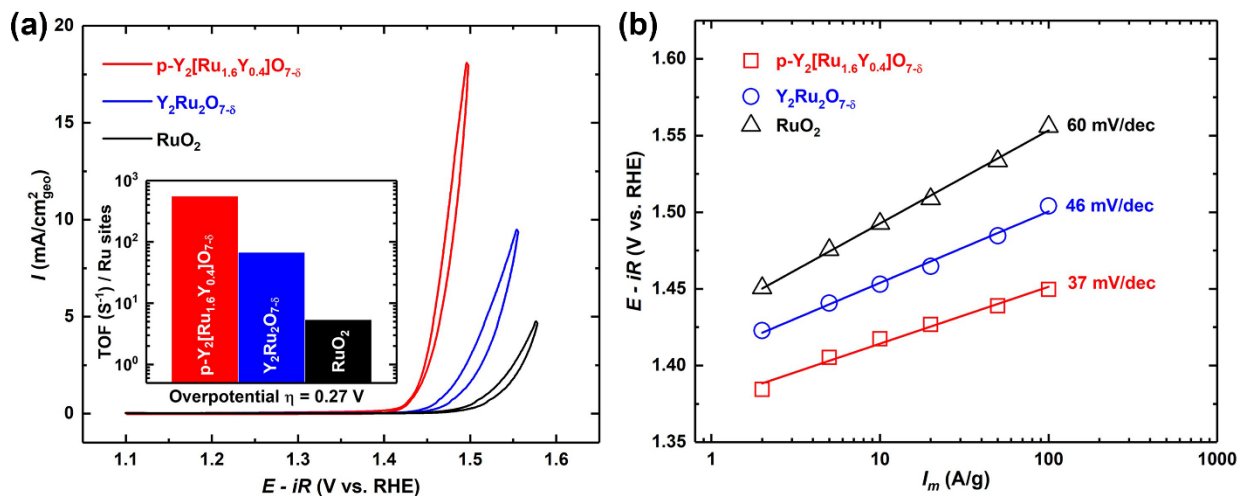 (a)
20
15
10
5
0
I (mA/cm²geo)
p-Y₂[Ru₁.₆Y₀.₄]O₇₋δ
Y₂Ru₂O₇₋δ
RuO₂
10³
10²
10¹
10⁰
TOF (S⁻¹) / Ru sites
p-Y₂[Ru₁.₆Y₀.₄]O₇₋δ
Y₂Ru₂O₇₋δ
RuO₂
Overpotential η = 0.27 V
1.1 1.2 1.3 1.4 1.5 1.6
E - iR (V vs. RHE)
(b)
1.60
1.55
1.50
1.45
1.40
1.35
E - iR (V vs. RHE)
p-Y₂[Ru₁.₆Y₀.₄]O₇₋δ
Y₂Ru₂O₇₋δ
RuO₂
60 mV/dec
46 mV/dec
37 mV/dec
1 10 100 1000
Iₘ (A/g)